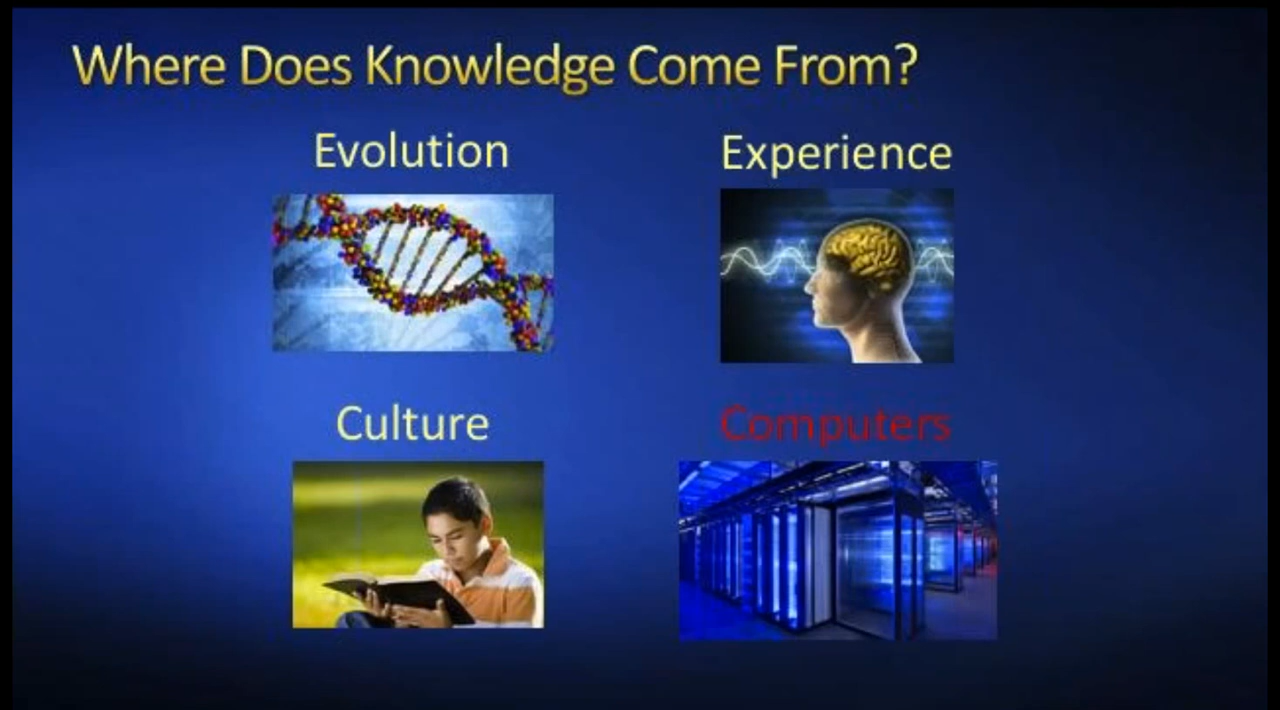 Where Does Knowledge Come From?
Evolution
Experience
Culture
Computers